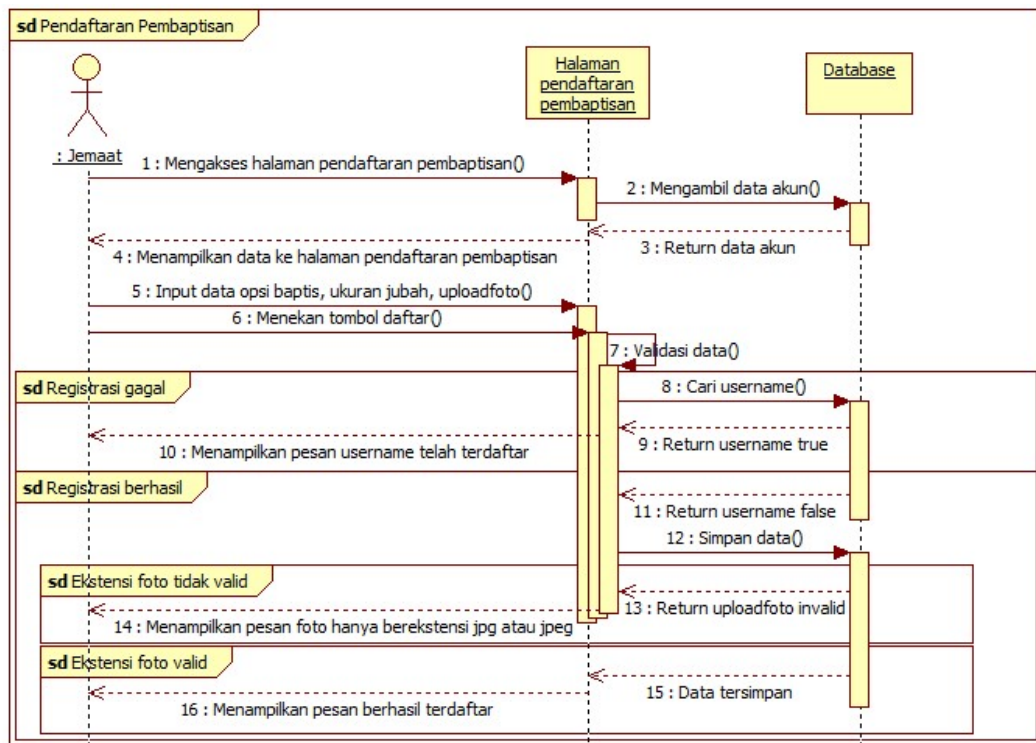 sd Pendaftaran Pembaptisan
Halaman
pendaftaran
pembaptisan
Database
: Jemaat
1 : Mengakses halaman pendaftaran pembaptisan()
2 : Mengambil data akun()
3 : Return data akun
4 : Menampilkan data ke halaman pendaftaran pembaptisan
5 : Input data opsi baptis, ukuran jubah, uploadfoto()
6 : Menekan tombol daftar()
7 : Validasi data()
sd Registrasi gagal
8 : Cari username()
9 : Return username true
10 : Menampilkan pesan username telah terdaftar
sd Registrasi berhasil
11 : Return username false
12 : Simpan data()
sd Ekstensi foto tidak valid
13 : Return uploadfoto invalid
14 : Menampilkan pesan foto hanya berekstensi jpg atau jpeg
sd Ekstensi foto valid
15 : Data tersimpan
16 : Menampilkan pesan berhasil terdaftar